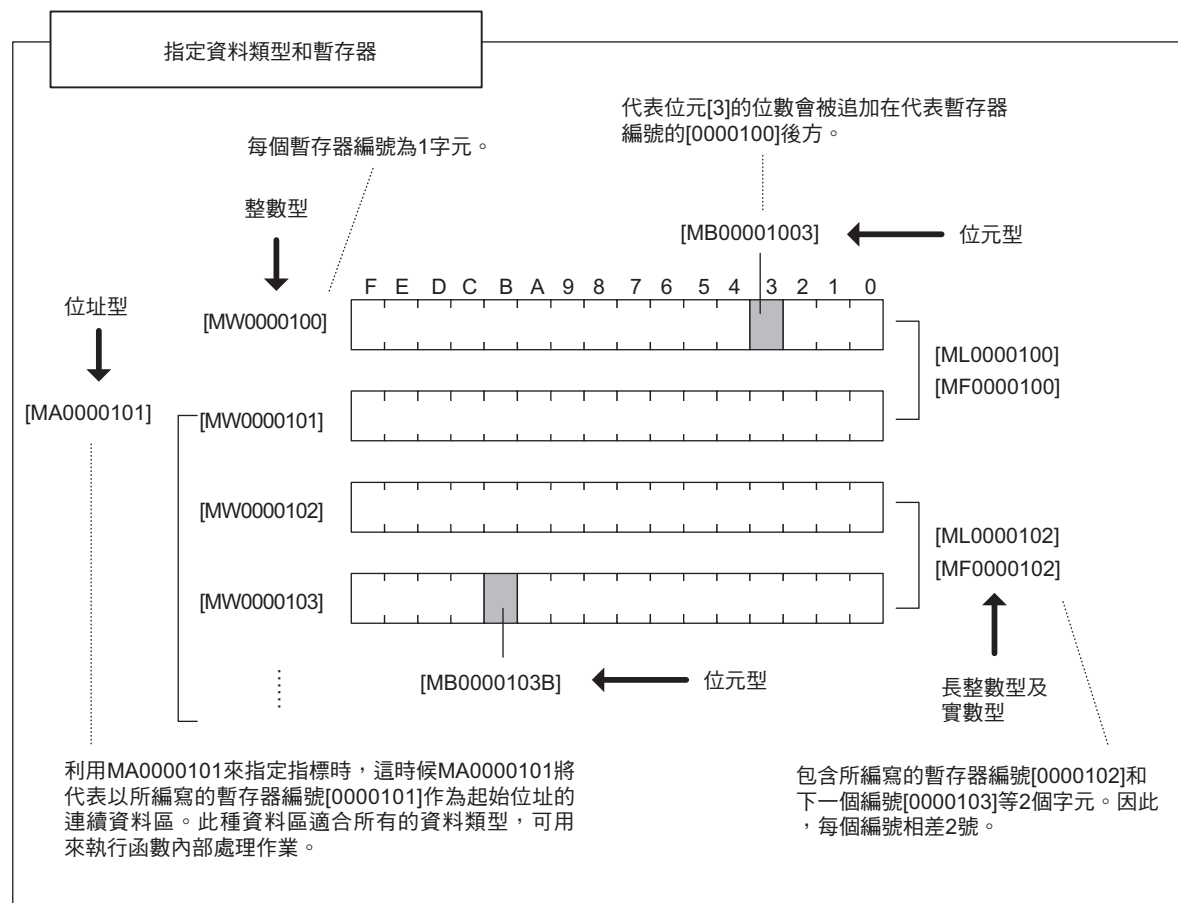 指定資料類型和暫存器
代表位元[3]的位數會被追加在代表暫存器
編號的[0000100]後方。
每個暫存器編號為1字元。
整數型
[MB00001003]
位元型
F E D C B A 9 8 7 6 5 4 3 2 1 0
位址型
[MW0000100]
[ML0000100]
[MF0000100]
[MA0000101]
[MW0000101]
[MW0000102]
[ML0000102]
[MF0000102]
[MW0000103]
[MB0000103B]
位元型
長整數型及
實數型
利用MA0000101來指定指標時，這時候MA0000101將
代表以所編寫的暫存器編號[0000101]作為起始位址的
連續資料區。此種資料區適合所有的資料類型，可用
來執行函數內部處理作業。
包含所編寫的暫存器編號[0000102]和
下一個編號[0000103]等2個字元。因此
，每個編號相差2號。